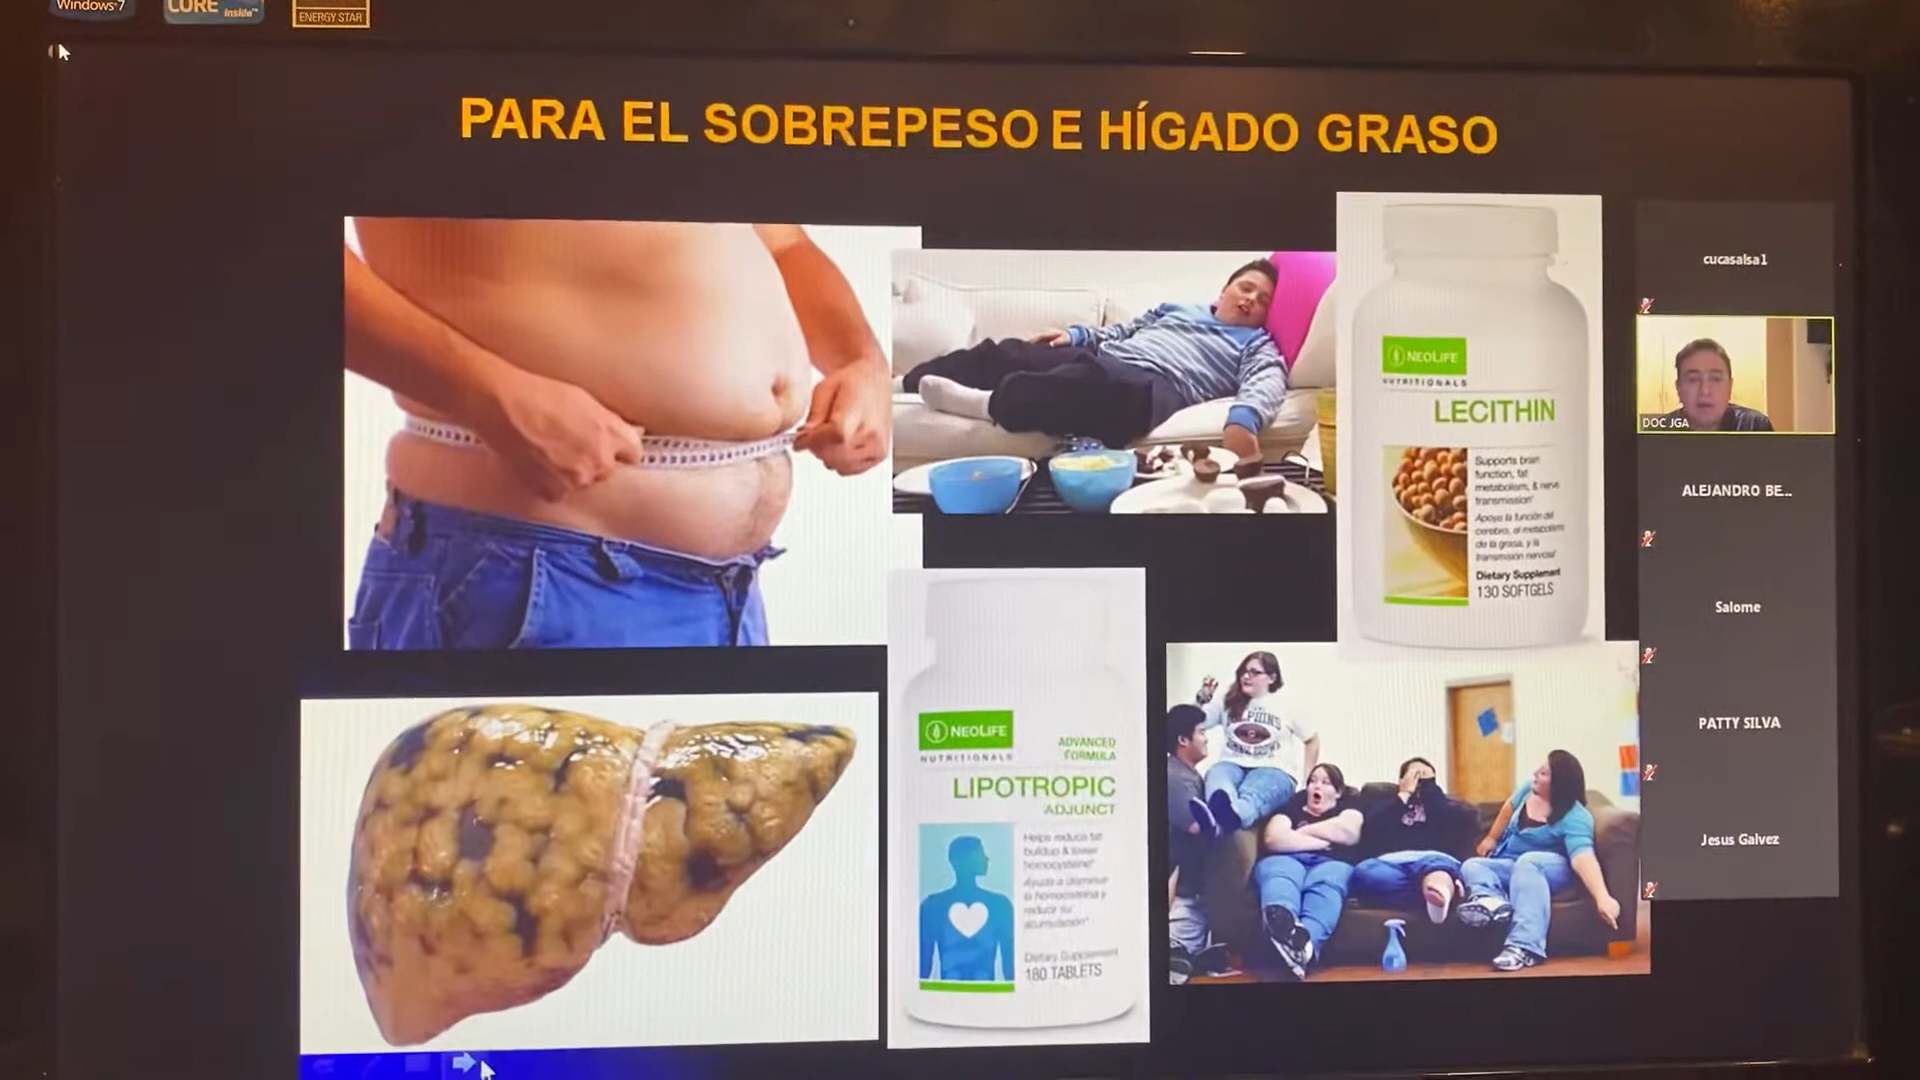 Windows 7
CORE inside™
ENERGY STAR
PARA EL SOBREPESO E HÍGADO GRASO
NEOLIFE
NUTRITIONALS
LECITHIN
Supports brain
function, fat
metabolism, & nerve
transmission*
Apoya la función del
cerebro, el metabolismo
de la grasa, y la
transmisión nerviosa*
Dietary Supplement
130 SOFTGELS
NEOLIFE
NUTRITIONALS
ADVANCED
FORMULA
LIPOTROPIC
ADJUNCT
Helps reduce fat
buildup & lower
homocysteine*
Ayuda a disminuir
la homocisteína y
reducir su
acumulación*
Dietary Supplement
180 TABLETS
cucasalsa1
DOC JGA
ALEJANDRO BE...
Salome
PATTY SILVA
Jesus Galvez